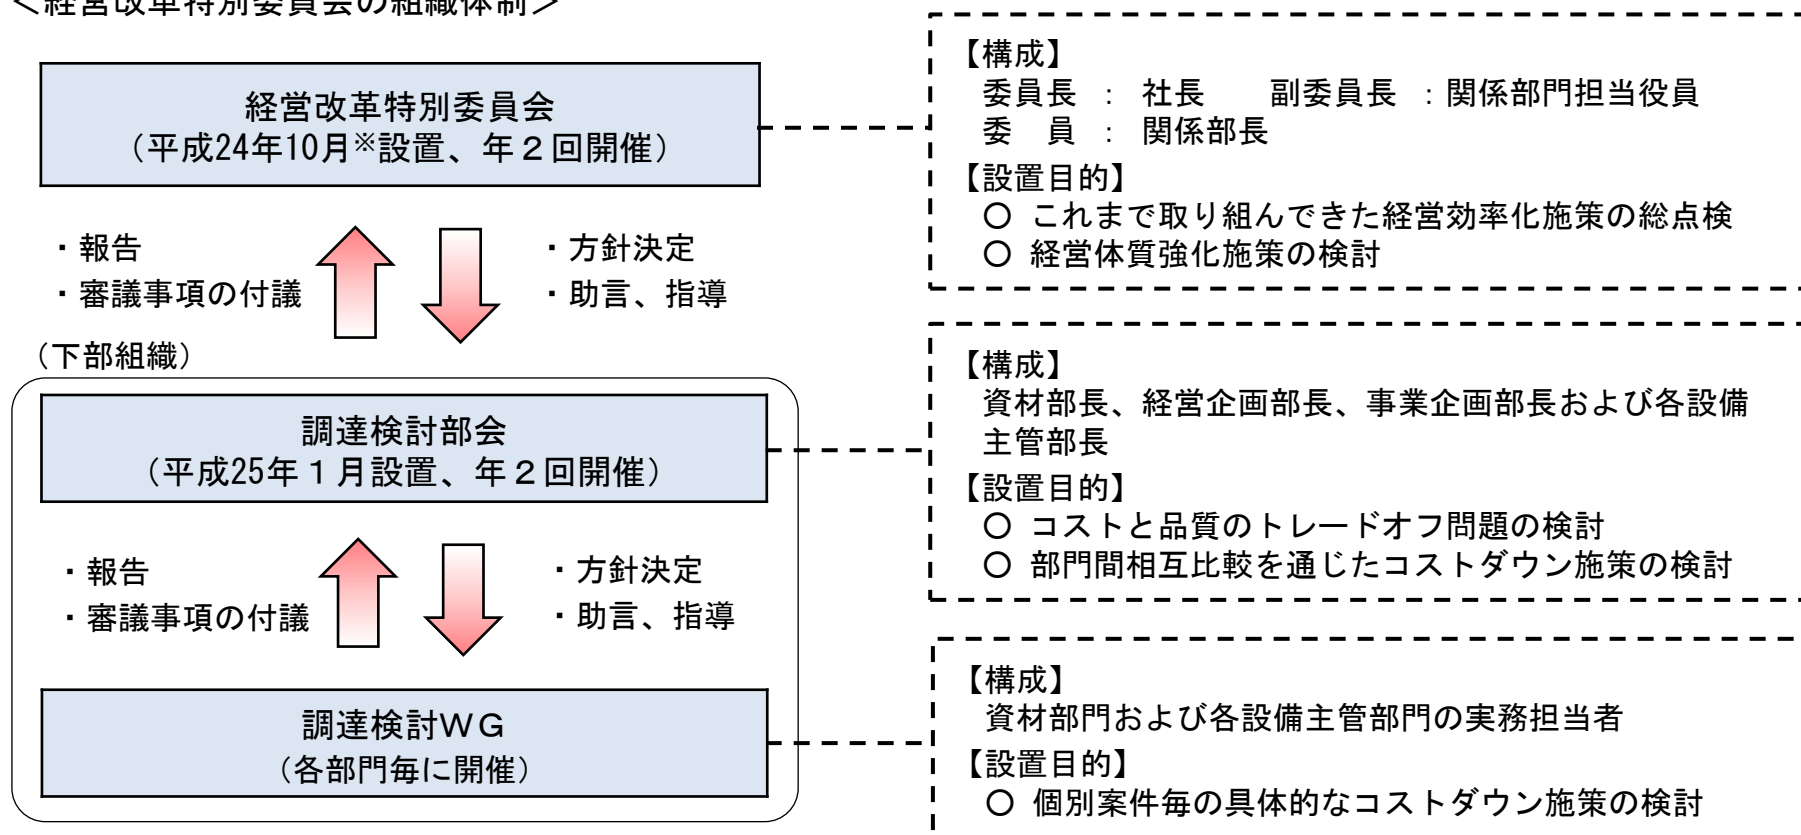 ＜経営改革特別委員会の組織体制＞
経営改革特別委員会
（平成24年10月※設置、年２回開催）
【構成】
委員長 ： 社長　　副委員長 ：関係部門担当役員
委　員 ： 関係部長
【設置目的】
○ これまで取り組んできた経営効率化施策の総点検
○ 経営体質強化施策の検討
・報告
・審議事項の付議
・方針決定
・助言、指導
（下部組織）
調達検討部会
（平成25年１月設置、年２回開催）
【構成】
資材部長、経営企画部長、事業企画部長および各設備
主管部長
【設置目的】
○ コストと品質のトレードオフ問題の検討
○ 部門間相互比較を通じたコストダウン施策の検討
・報告
・審議事項の付議
・方針決定
・助言、指導
調達検討ＷＧ
（各部門毎に開催）
【構成】
資材部門および各設備主管部門の実務担当者
【設置目的】
○ 個別案件毎の具体的なコストダウン施策の検討